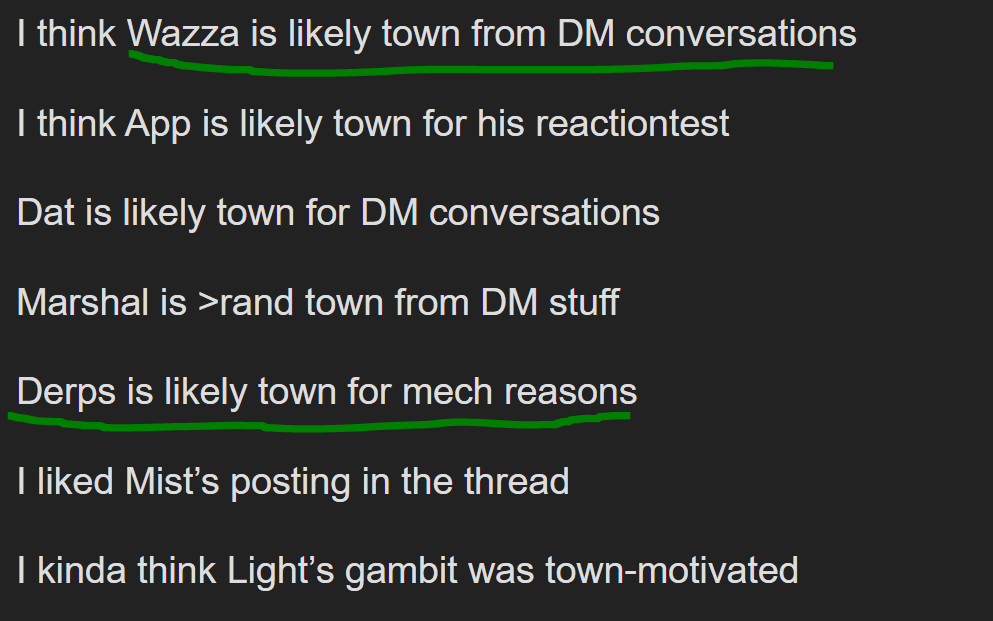 I think Wazza is likely town from DM conversations
I think App is likely town for his reactiontest
Dat is likely town for DM conversations
Marshal is >rand town from DM stuff
Derps is likely town for mech reasons
I liked Mist’s posting in the thread
I kinda think Light’s gambit was town-motivated